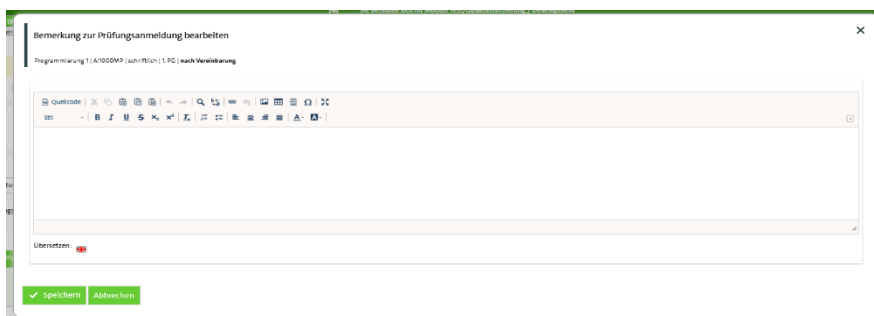 Bemerkung zur Prüfungsanmeldung bearbeiten
Programmierung 1 | AI1000MP | schriftlich | 1. PG | nach Vereinbarung
Quellcode
Stil
Übersetzen:
Speichern Abbrechen